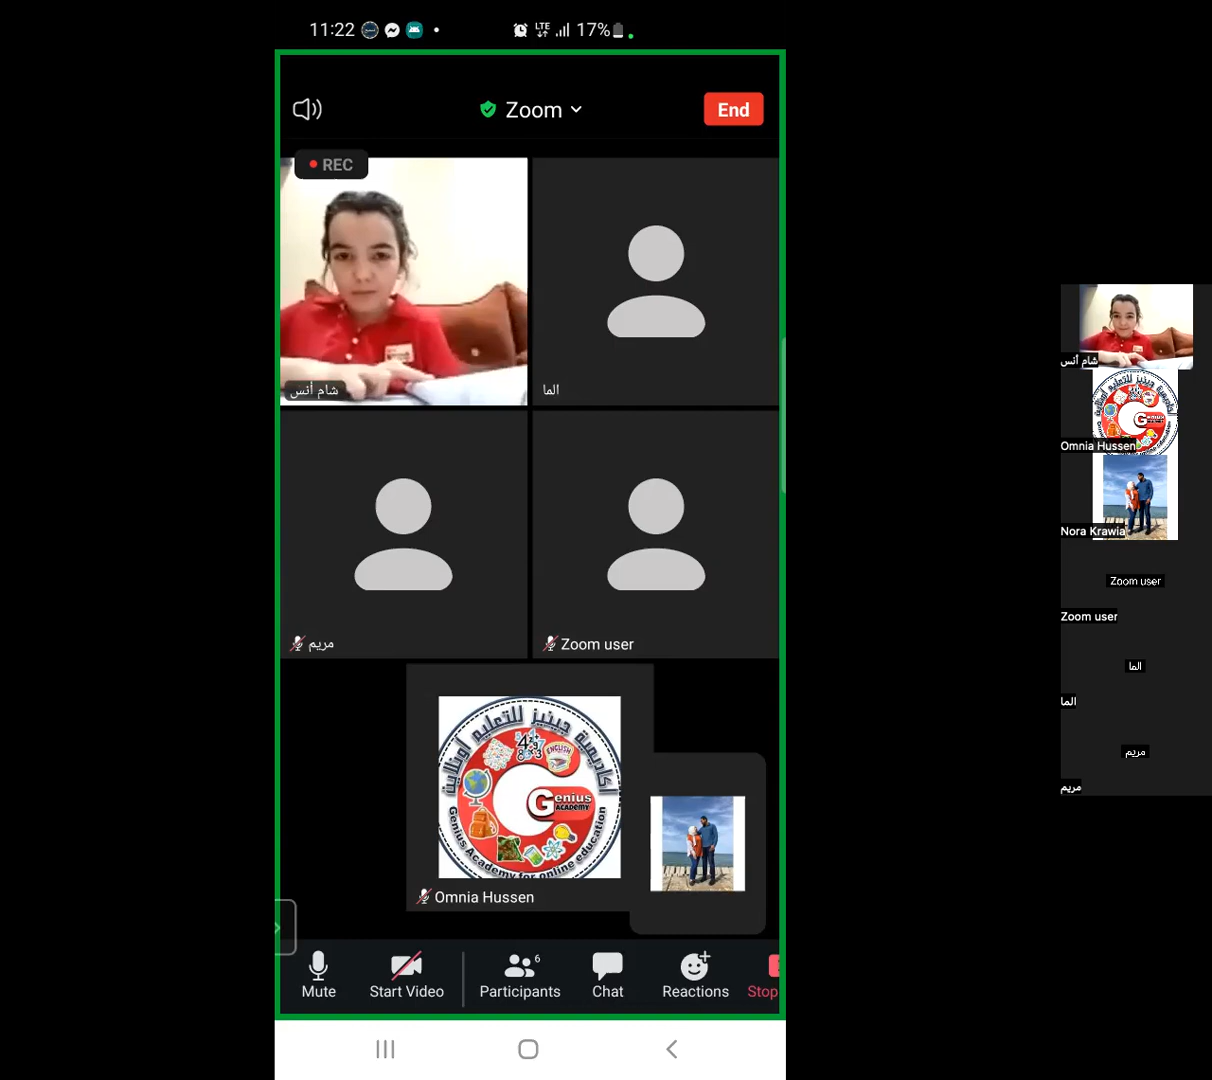 11:22
LTE
17%
Zoom
End
REC
شام أنس
الما
مريم
Zoom user
أكاديمية جينيز للتعليم أونلاين
ENGLISH
Genius
ACADEMY
Genius Academy for online education
Omnia Hussen
Mute
Start Video
Participants
6
Chat
Reactions
Stop
شام أنس
Omnia Hussen
Nora Krawia
Zoom user
Zoom user
الما
الما
مريم
مريم